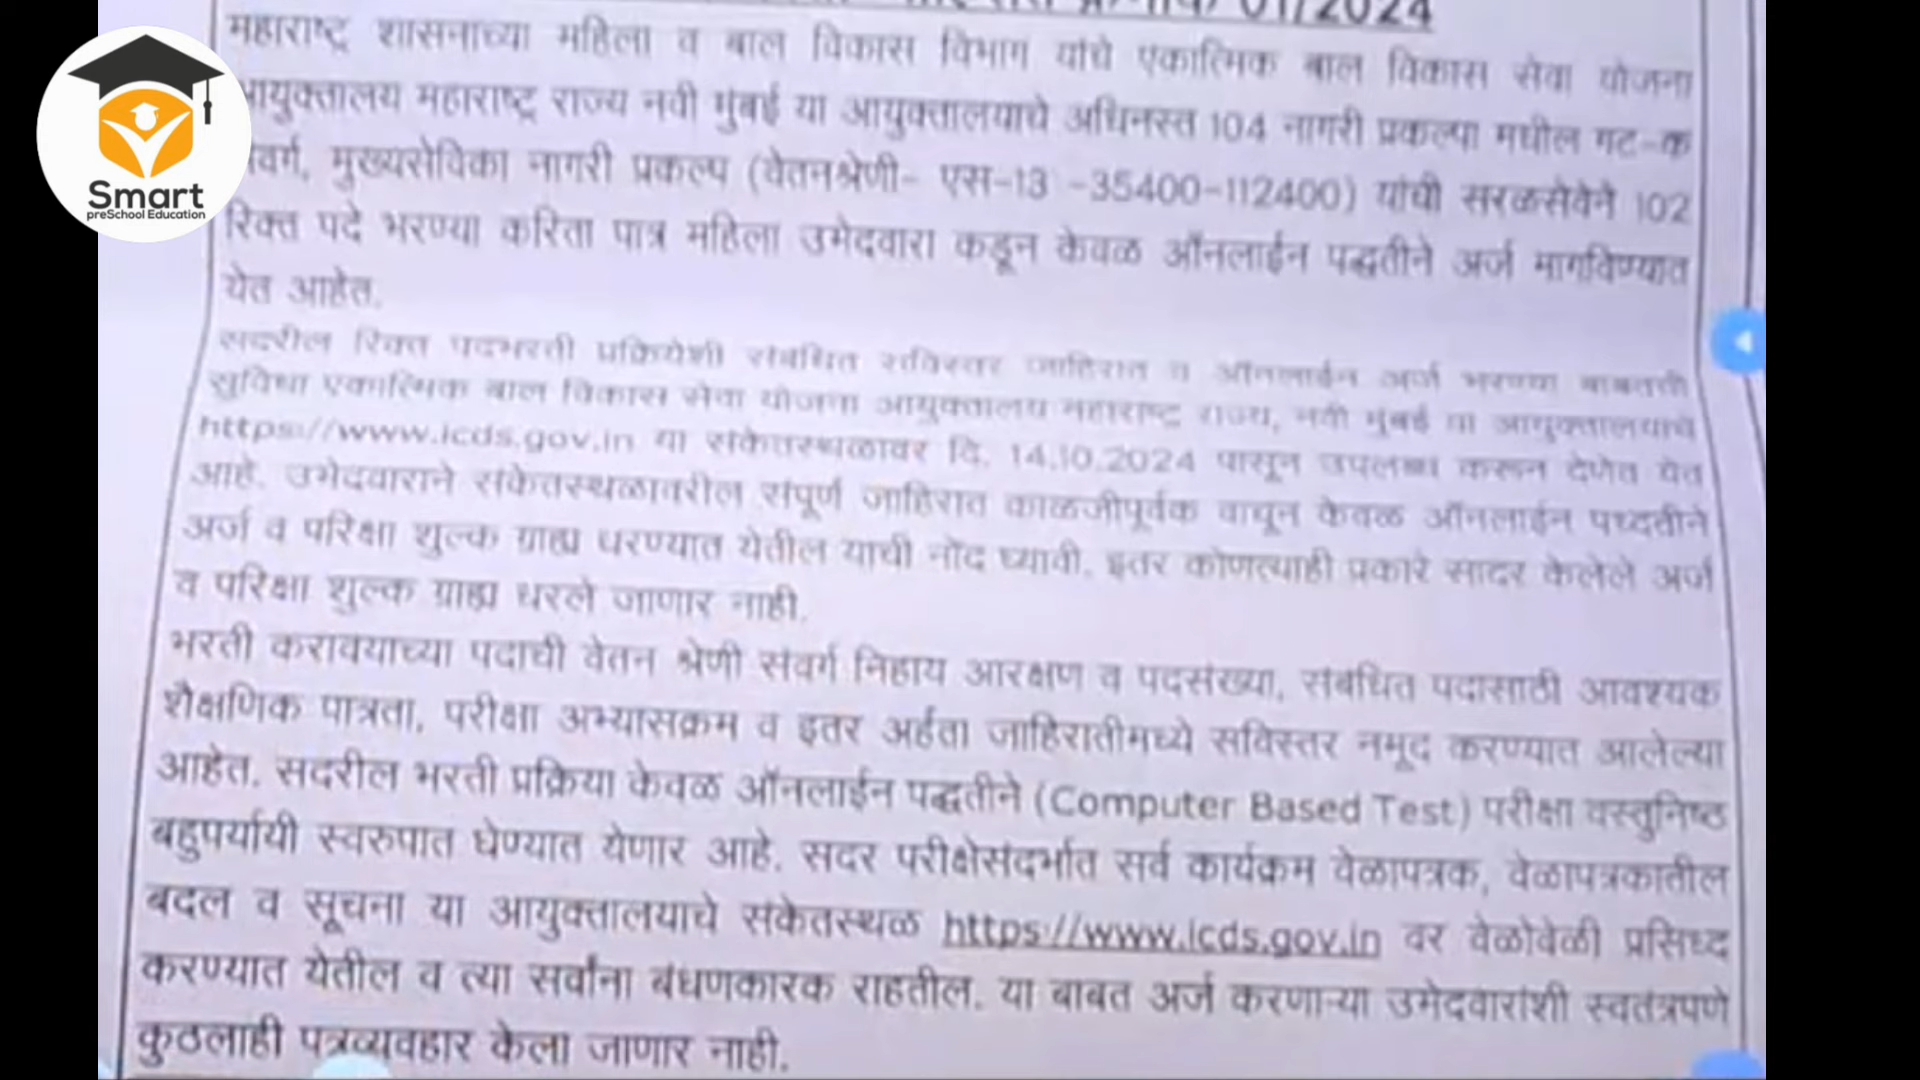 क्रमांक 01/2024
महाराष्ट्र शासनाच्या महिला व बाल विकास विभाग यांचे एकात्मिक बाल विकास सेवा योजना
आयुक्तालय महाराष्ट्र राज्य नवी मुंबई या आयुक्तालयाचे अधिनस्त 104 नागरी प्रकल्पा मधील गट-क
संवर्ग, मुख्यसेविका नागरी प्रकल्प (वेतनश्रेणी- एस-13 -35400-112400) यांची सरळसेवेने 102
रिक्त पदे भरण्या करिता पात्र महिला उमेदवारा कडून केवळ ऑनलाईन पद्धतीने अर्ज मागविण्यात
येत आहेत.
सदरील रिक्त पदभरती प्रक्रियेशी संबधित सविस्तर जाहिरात व ऑनलाईन अर्ज भरण्या बाबतची
सुविधा एकात्मिक बाल विकास सेवा योजना आयुक्तालय महाराष्ट्र राज्य, नवी मुंबई या आयुक्तालयाचे
https://www.icds.gov.in या संकेतस्थळावर दि. 14.10.2024 पासून उपलब्ध करून देणेत येत
आहे. उमेदवाराने संकेतस्थळावरील संपूर्ण जाहिरात काळजीपूर्वक वाचून केवळ ऑनलाईन पध्दतीने
अर्ज व परिक्षा शुल्क ग्राह्य धरण्यात येतील याची नोंद घ्यावी. इतर कोणत्याही प्रकारे सादर केलेले अर्ज
व परिक्षा शुल्क ग्राह्य धरले जाणार नाही.
भरती करावयाच्या पदाची वेतन श्रेणी संवर्ग निहाय आरक्षण व पदसंख्या, संबधित पदासाठी आवश्यक
शैक्षणिक पात्रता, परीक्षा अभ्यासक्रम व इतर अर्हता जाहिरातीमध्ये सविस्तर नमूद करण्यात आलेल्या
आहेत. सदरील भरती प्रक्रिया केवळ ऑनलाईन पद्धतीने (Computer Based Test) परीक्षा वस्तुनिष्ठ
बहुपर्यायी स्वरुपात घेण्यात येणार आहे. सदर परीक्षेसंदर्भात सर्व कार्यक्रम वेळापत्रक, वेळापत्रकातील
बदल व सूचना या आयुक्तालयाचे संकेतस्थळ https://www.icds.gov.in वर वेळोवेळी प्रसिध्द
करण्यात येतील व त्या सर्वांना बंधणकारक राहतील. या बाबत अर्ज करणाऱ्या उमेदवारांशी स्वतंत्रपणे
कुठलाही पत्रव्यवहार केला जाणार नाही.
Smart
preSchool Education